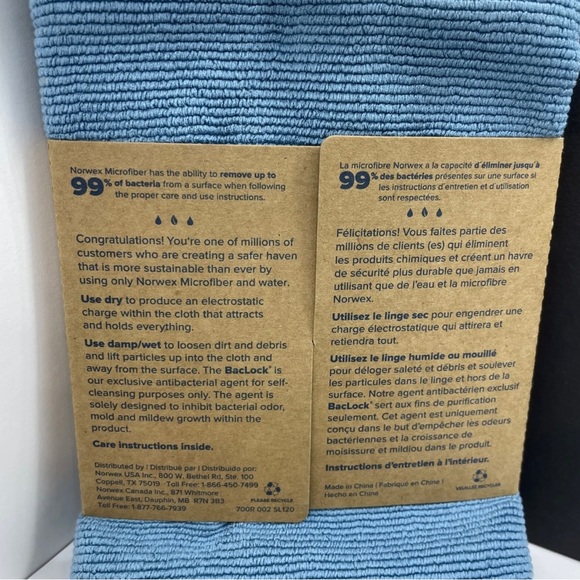 Norwex Microfiber has the ability to remove up to
99% of bacteria from a surface when following
the proper care and use instructions.
Congratulations! You're one of millions of
customers who are creating a safer haven
that is more sustainable than ever by
using only Norwex Microfiber and water.
Use dry to produce an electrostatic
charge within the cloth that attracts
and holds everything.
Use damp/wet to loosen dirt and debris
and lift particles up into the cloth and
away from the surface. The BacLock® is
our exclusive antibacterial agent for self-
cleansing purposes only. The agent is
solely designed to inhibit bacterial odor,
mold and mildew growth within the
product.
Care instructions inside.
Distributed by | Distribué par | Distribuido por:
Norwex USA Inc., 800 W. Bethel Rd, Ste. 100
Coppell, TX 75019 · Toll Free: 1-866-450-7499
Norwex Canada Inc., 871 Whitmore
Avenue East, Dauphin, MB R7N 3B3
Toll Free: 1-877-766-7939
PLEASE RECYCLE
700R 002 SL120
La microfibre Norwex a la capacité d'éliminer jusqu'à
99% des bactéries présentes sur une surface si
les instructions d'entretien et d'utilisation
sont respectées.
Félicitations! Vous faites partie des
millions de clients (es) qui éliminent
les produits chimiques et créent un havre
de sécurité plus durable que jamais en
utilisant que de l'eau et la microfibre
Norwex.
Utilisez le linge sec pour engendrer une
charge électrostatique qui attirera et
retiendra tout.
Utilisez le linge humide ou mouillé
pour déloger saleté et débris et soulever
les particules dans le linge et hors de la
surface. Notre agent antibactérien exclusif
BacLock® sert aux fins de purification
seulement. Cet agent est uniquement
conçu dans le but d'empêcher les odeurs
bactériennes et la croissance de
moisissure et mildiou dans le produit.
Instructions d'entretien à l'intérieur.
Made in China | Fabriqué en Chine |
Hecho en Chine
VEUILLEZ RECYCLER